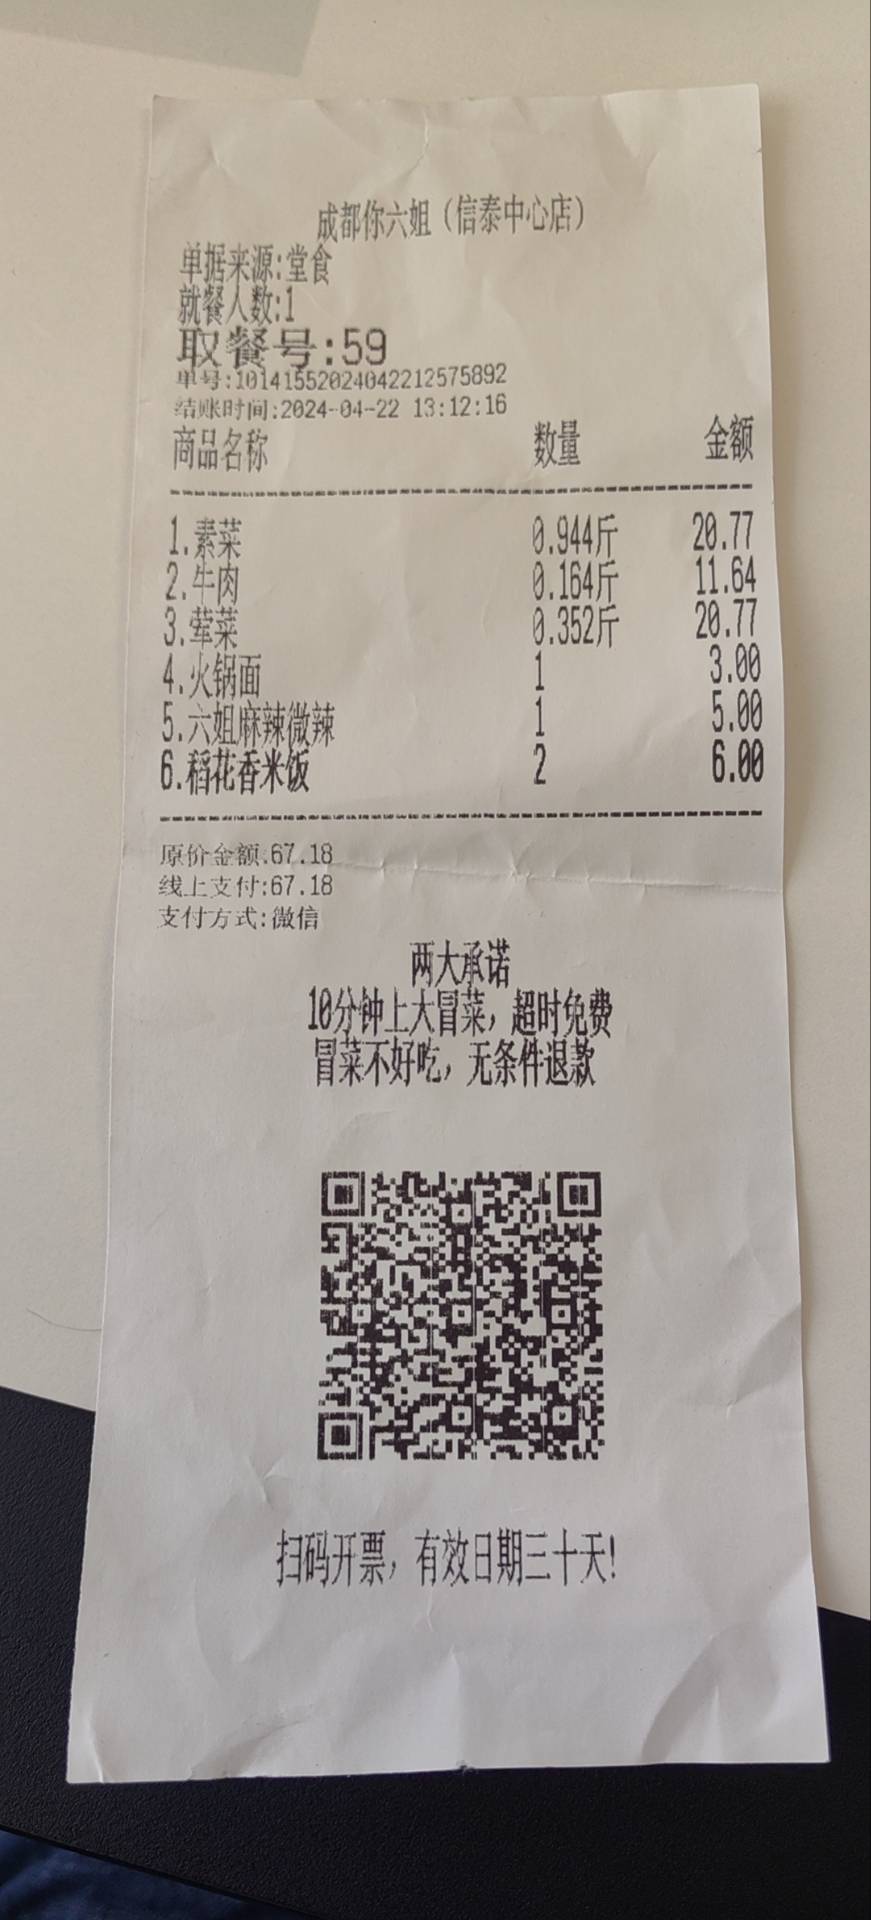 成都你六姐（信泰中心店）
单据来源:堂食
就餐人数:1
取餐号:59
单号:10141552024042212575892
结账时间:2024-04-22 13:12:16
商品名称 数量 金额
1.素菜 0.944斤 20.77
2.牛肉 0.164斤 11.64
3.荤菜 0.352斤 20.77
4.火锅面 1 3.00
5.六姐麻辣微辣 1 5.00
6.稻花香米饭 2 6.00
原价金额:67.18
线上支付:67.18
支付方式:微信
两大承诺
10分钟上大冒菜，超时免费
冒菜不好吃，无条件退款
扫码开票，有效日期三十天!